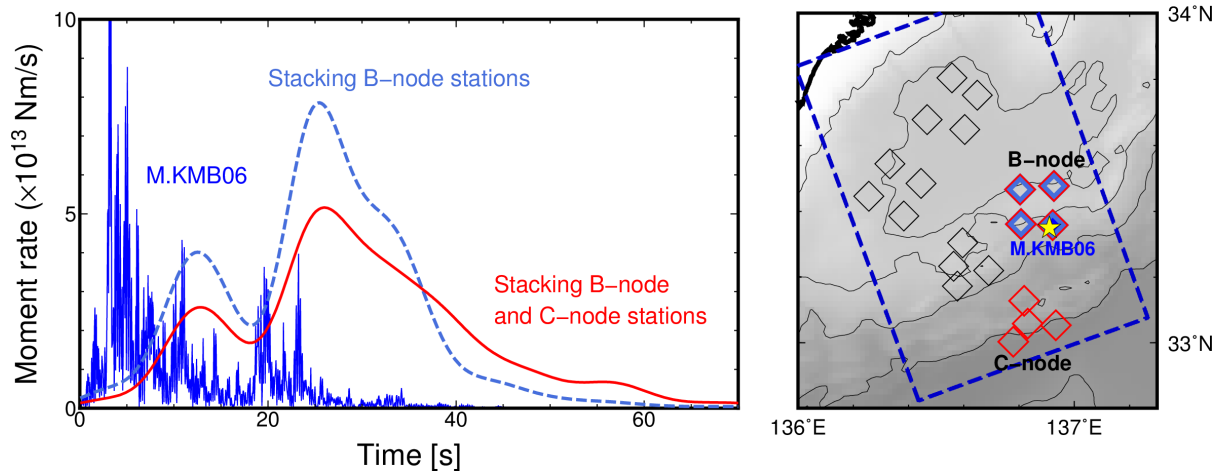 10
5
0
0
20
40
60
Moment rate (×10¹³ Nm/s)
Time [s]
Stacking B−node stations
M.KMB06
Stacking B−node
and C−node stations
34˚N
33˚N
136˚E
137˚E
B−node
M.KMB06
C−node